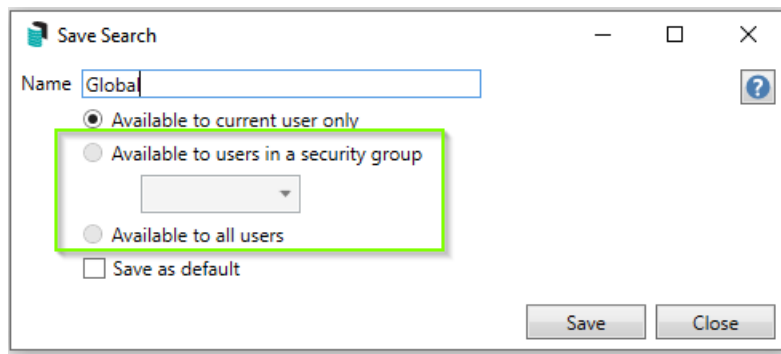 Save Search
Name Global
Available to current user only
Available to users in a security group
Available to all users
Save as default
Save Close